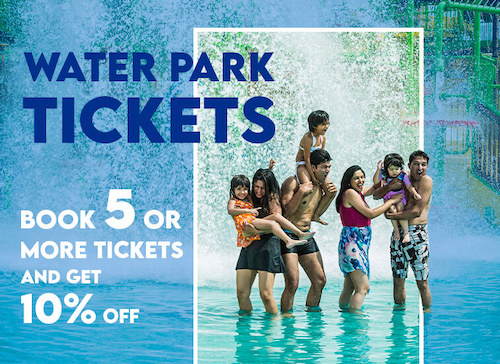 WATER PARK
TICKETS
BOOK 5 OR
MORE TICKETS
AND GET
10% OFF